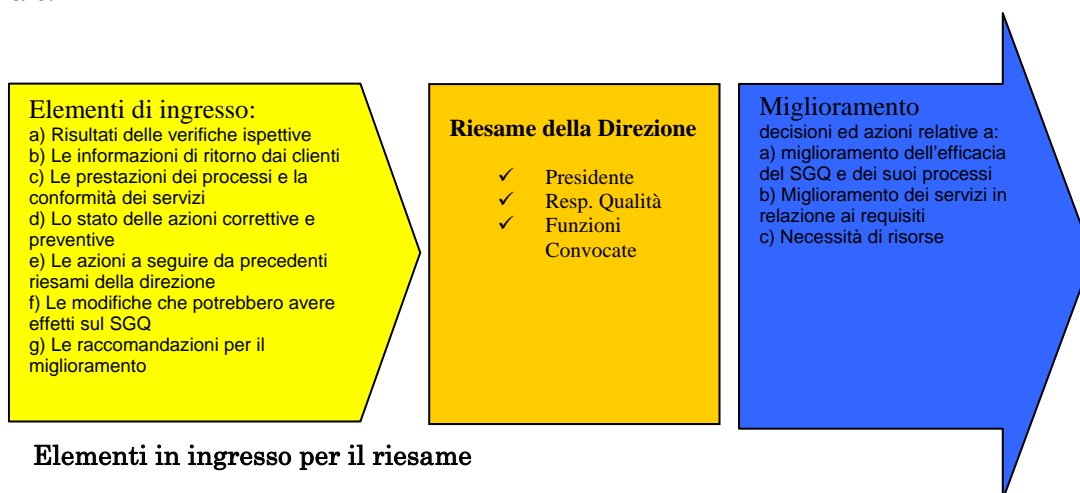 Elementi di ingresso:
a) Risultati delle verifiche ispettive
b) Le informazioni di ritorno dai clienti
c) Le prestazioni dei processi e la
conformità dei servizi
d) Lo stato delle azioni correttive e
preventive
e) Le azioni a seguire da precedenti
riesami della direzione
f) Le modifiche che potrebbero avere
effetti sul SGQ
g) Le raccomandazioni per il
miglioramento
Riesame della Direzione
✓ Presidente
✓ Resp. Qualità
✓ Funzioni
Convocate
Miglioramento
decisioni ed azioni relative a:
a) miglioramento dell'efficacia
del SGQ e dei suoi processi
b) Miglioramento dei servizi in
relazione ai requisiti
c) Necessità di risorse
Elementi in ingresso per il riesame